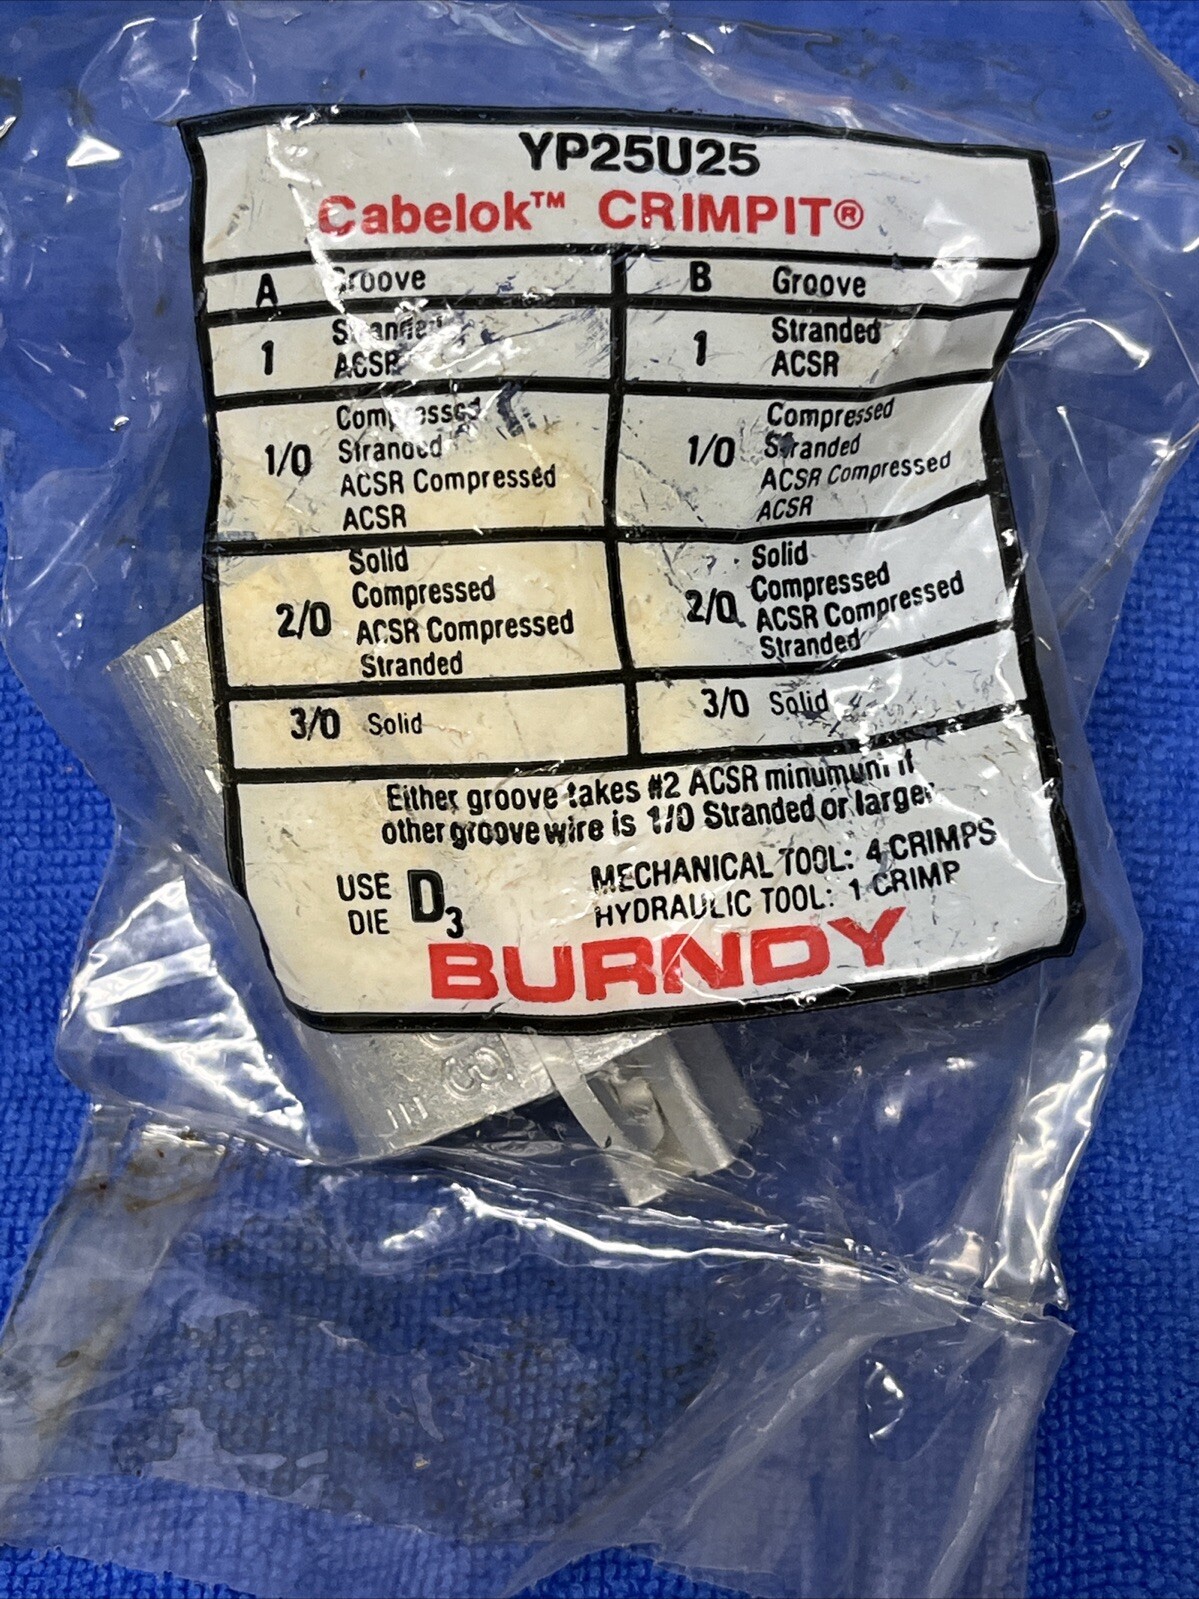 YP25U25
Cabelok™ CRIMPIT®
A Groove B Groove
1 Stranded
ACSR
1 Stranded
ACSR
1/0 Compressed
Stranded
ACSR Compressed
ACSR
1/0 Compressed
Stranded
ACSR Compressed
ACSR
2/0 Solid
Compressed
ACSR Compressed
Stranded
2/0 Solid
Compressed
ACSR Compressed
Stranded
3/0 Solid
3/0 Solid
Either groove takes #2 ACSR minumum if
other groove wire is 1/0 Stranded or larger
USE
DIE D3
MECHANICAL TOOL: 4 CRIMPS
HYDRAULIC TOOL: 1 CRIMP
BURNDY